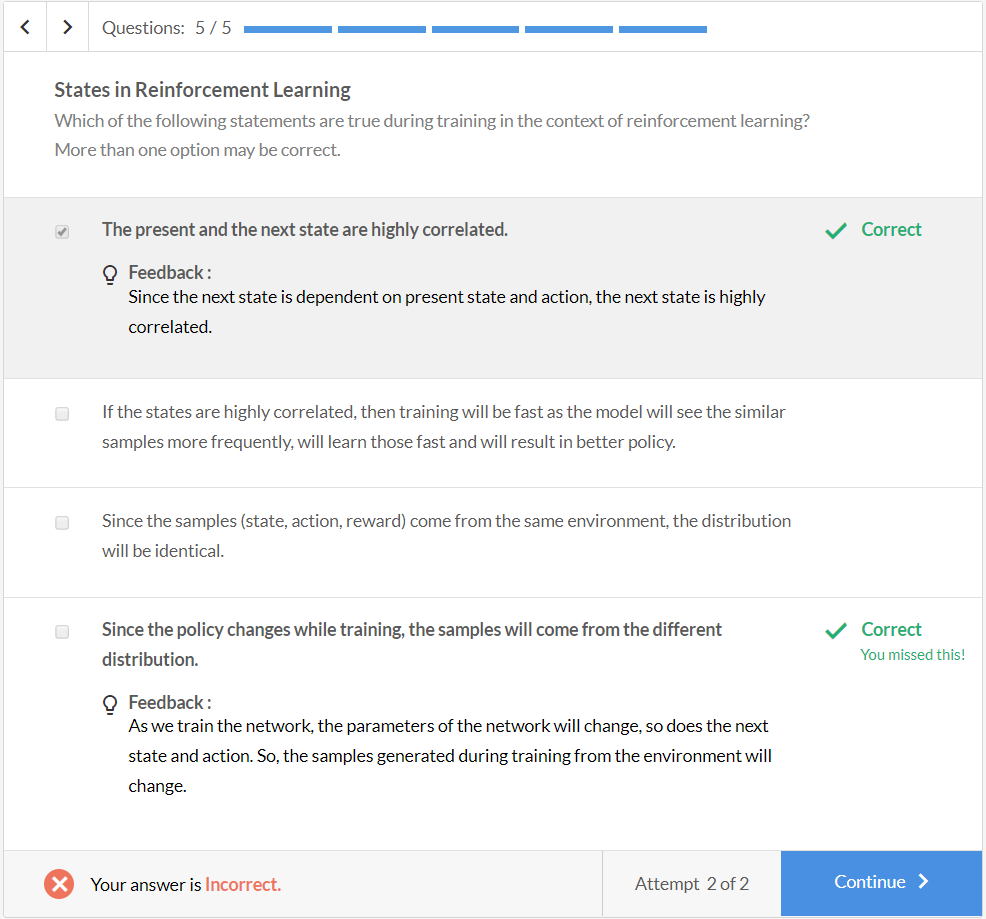 Questions: 5 / 5
States in Reinforcement Learning
Which of the following statements are true during training in the context of reinforcement learning?
More than one option may be correct.
The present and the next state are highly correlated.
Correct
Feedback :
Since the next state is dependent on present state and action, the next state is highly
correlated.
If the states are highly correlated, then training will be fast as the model will see the similar
samples more frequently, will learn those fast and will result in better policy.
Since the samples (state, action, reward) come from the same environment, the distribution
will be identical.
Since the policy changes while training, the samples will come from the different
distribution.
Correct
You missed this!
Feedback :
As we train the network, the parameters of the network will change, so does the next
state and action. So, the samples generated during training from the environment will
change.
Your answer is Incorrect.
Attempt 2 of 2
Continue